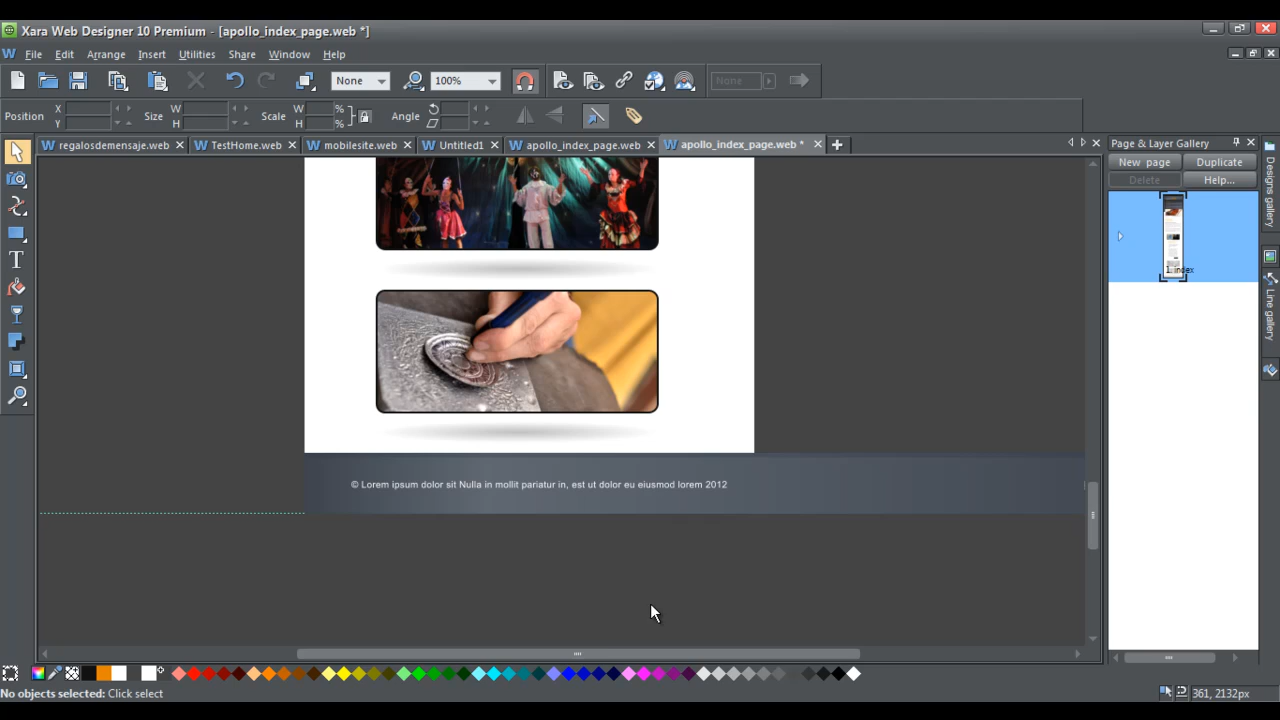 Xara Web Designer 10 Premium - [apollo_index_page.web *]
File Edit Arrange Insert Utilities Share Window Help
None 100% None
Position X Y Size W H Scale W H % % Angle
regalosdemensaje.web TestHome.web mobilesite.web Untitled1 apollo_index_page.web apollo_index_page.web *
Page & Layer Gallery
New page Duplicate
Delete Help...
1. index
Designs gallery
Line gallery
© Lorem ipsum dolor sit Nulla in mollit pariatur in, est ut dolor eu eiusmod lorem 2012
No objects selected: Click select
361, 2132px